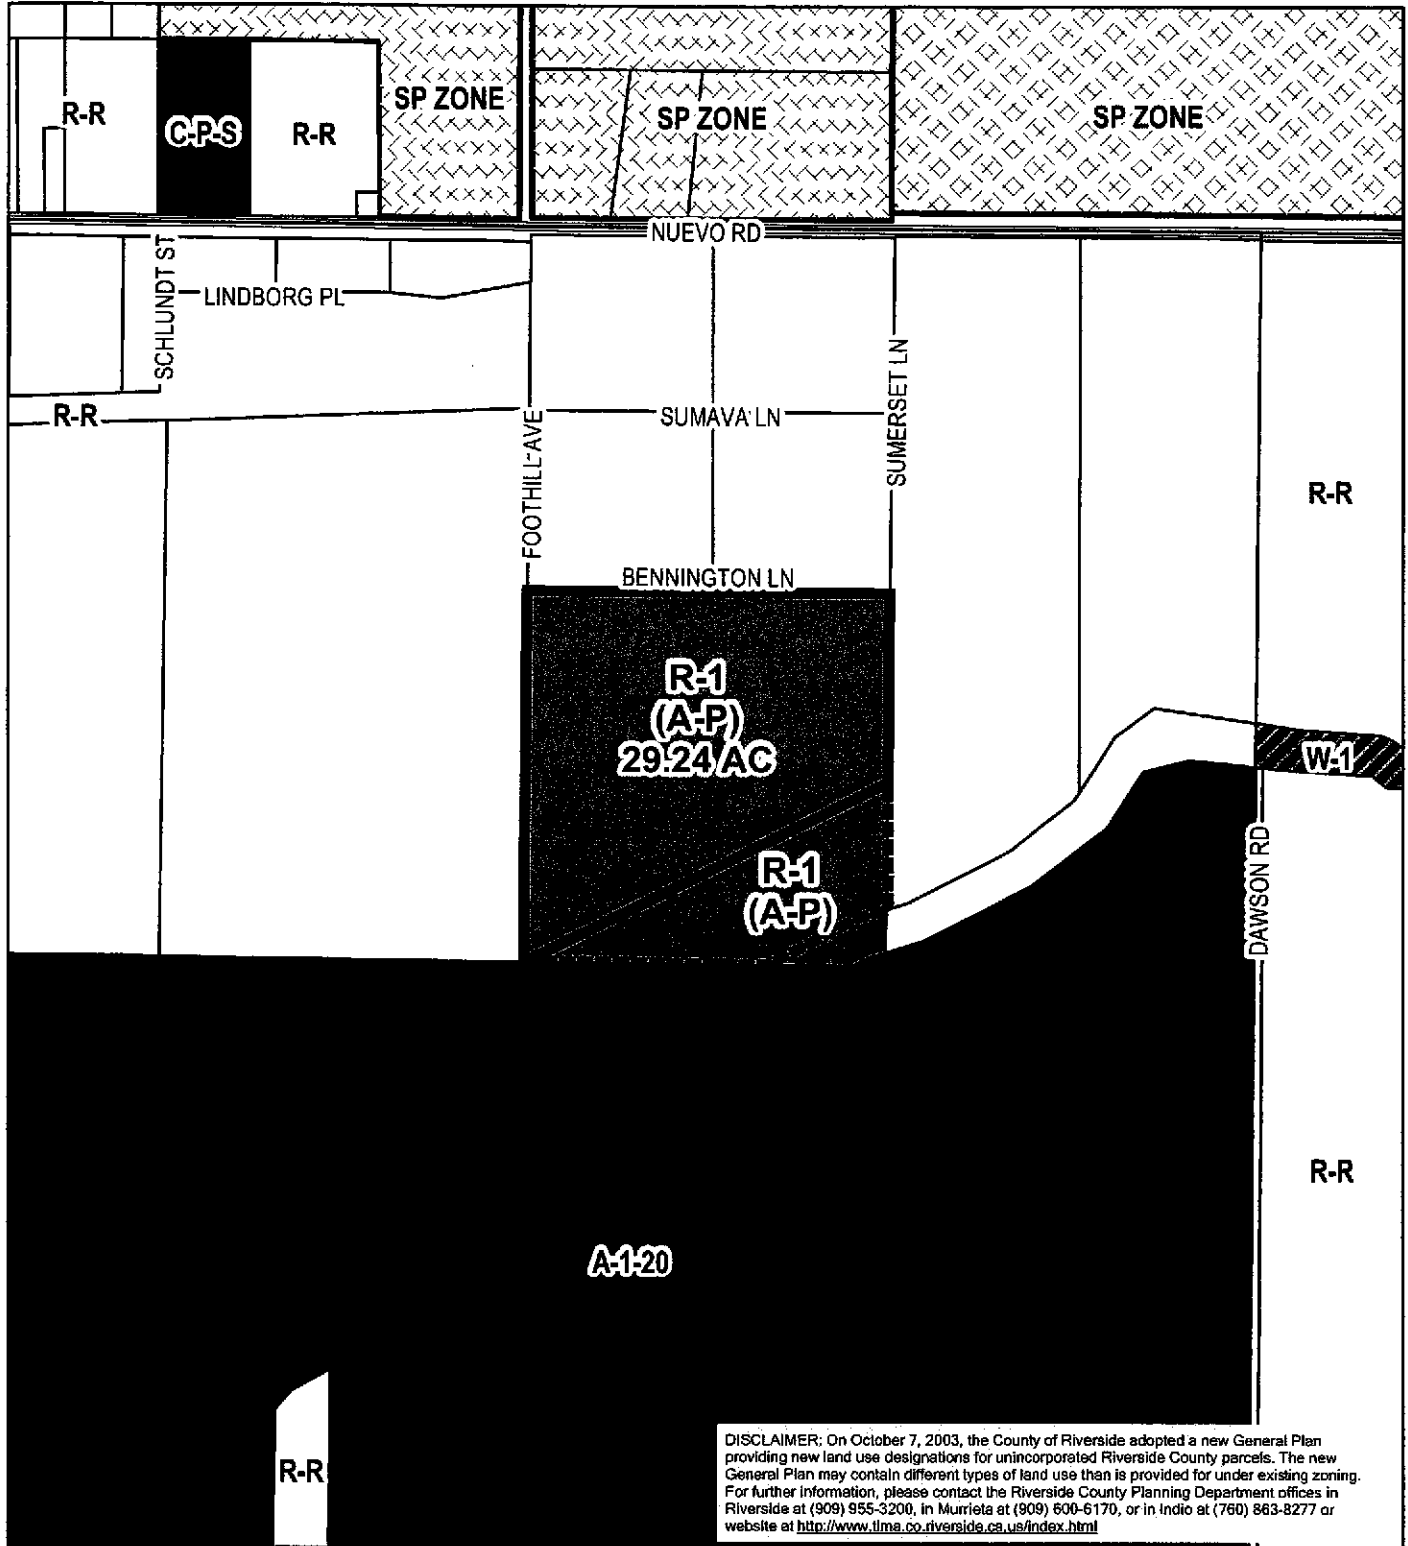 R-R
C-P-S
R-R
SP ZONE
SP ZONE
SP ZONE
NUEVO RD
SCHLUNDT ST
LINDBORG PL
R-R
FOOTHILL AVE
SUMAVA LN
SUMERSET LN
R-R
BENNINGTON LN
R-1
(A-P)
29.24 AC
W-1
R-1
(A-P)
DAWSON RD
R-R
A-1-20
R-R
DISCLAIMER: On October 7, 2003, the County of Riverside adopted a new General Plan
providing new land use designations for unincorporated Riverside County parcels. The new
General Plan may contain different types of land use than is provided for under existing zoning.
For further information, please contact the Riverside County Planning Department offices in
Riverside at (909) 955-3200, in Murrieta at (909) 600-6170, or in Indio at (760) 863-8277 or
website at http://www.tlma.co.riverside.ca.us/index.html